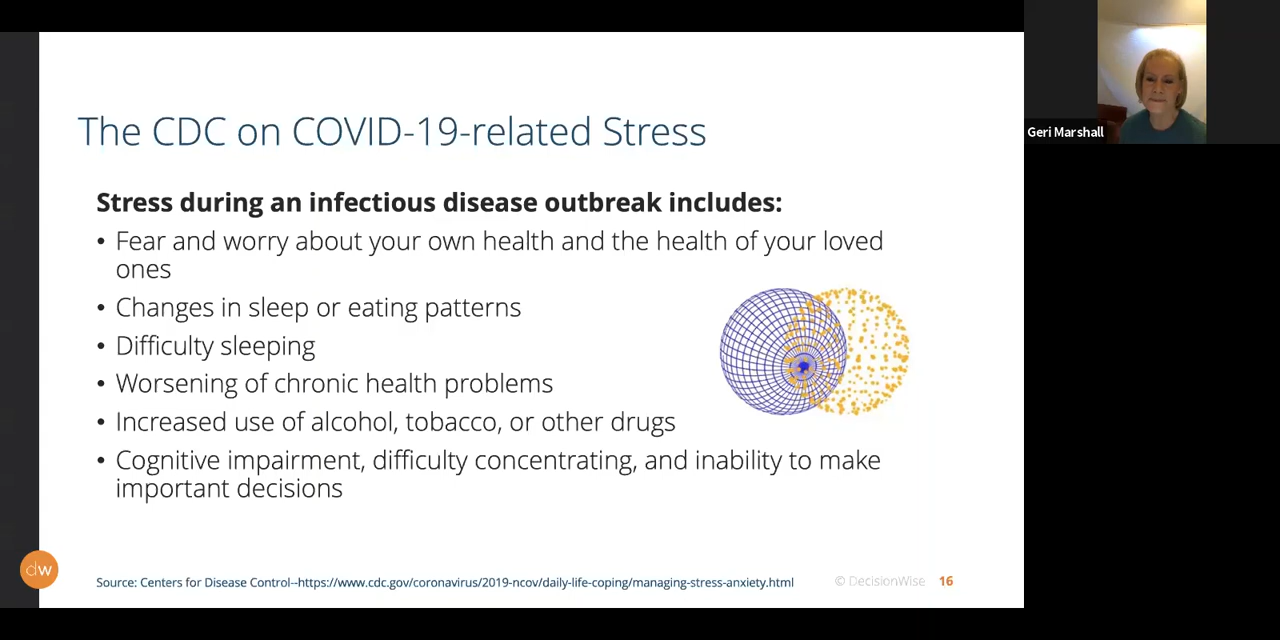 The CDC on COVID-19-related Stress
Stress during an infectious disease outbreak includes:
• Fear and worry about your own health and the health of your loved
ones
• Changes in sleep or eating patterns
• Difficulty sleeping
• Worsening of chronic health problems
• Increased use of alcohol, tobacco, or other drugs
• Cognitive impairment, difficulty concentrating, and inability to make
important decisions
dw
Source: Centers for Disease Control--https://www.cdc.gov/coronavirus/2019-ncov/daily-life-coping/managing-stress-anxiety.html
© DecisionWise 16
Geri Marshall